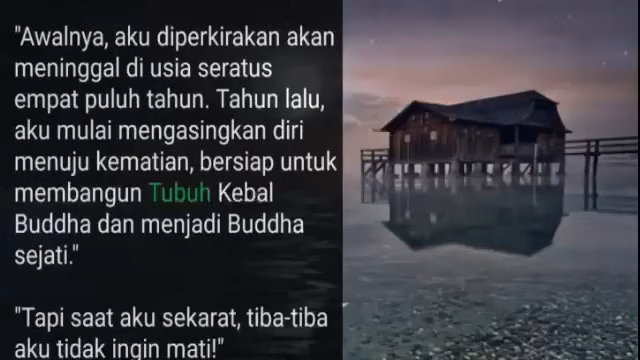 "Awalnya, aku diperkirakan akan
meninggal di usia seratus
empat puluh tahun. Tahun lalu,
aku mulai mengasingkan diri
menuju kematian, bersiap untuk
membangun Tubuh Kebal
Buddha dan menjadi Buddha
sejati."
"Tapi saat aku sekarat, tiba-tiba
aku tidak ingin mati!"